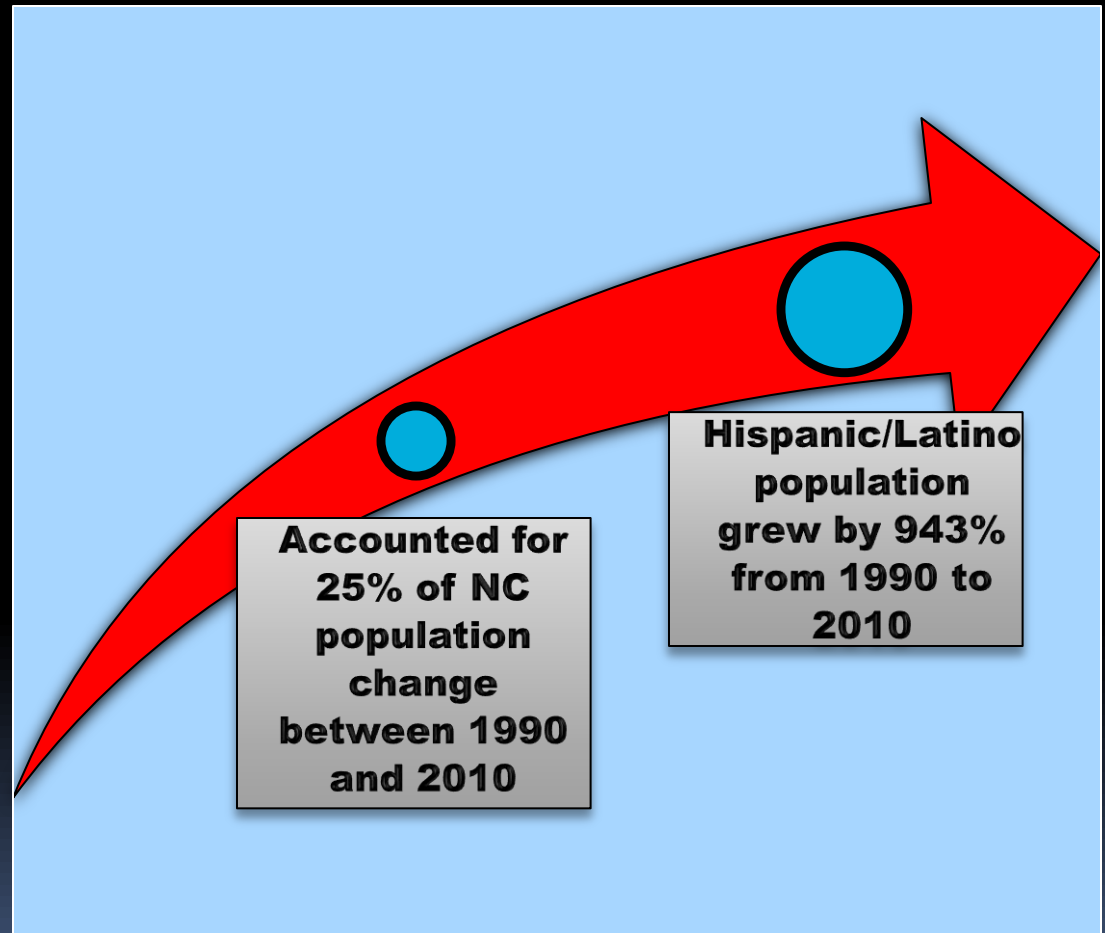 Accounted for
25% of NC
population
change
between 1990
and 2010
Hispanic/Latino
population
grew by 943%
from 1990 to
2010